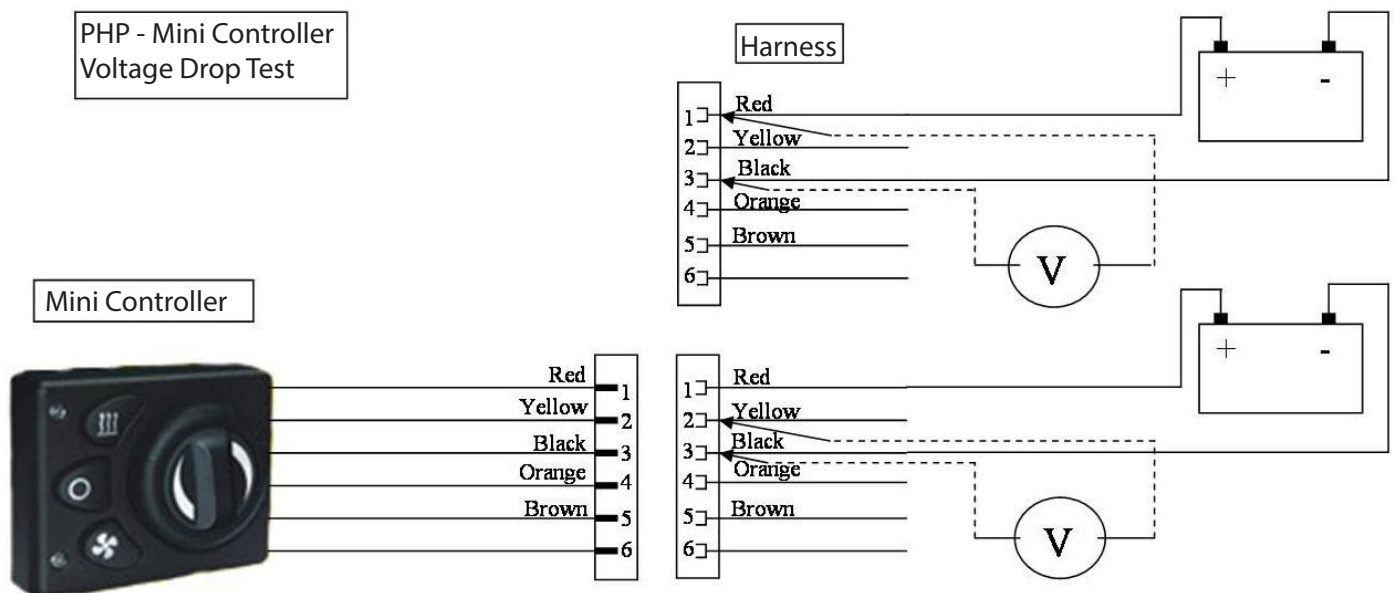 PHP - Mini Controller
Voltage Drop Test
Harness
+ -
1 Red
2 Yellow
3 Black
4 Orange
5 Brown
6
V
Mini Controller
+ -
Red 1
Yellow 2
Black 3
Orange 4
Brown 5
6
1 Red
2 Yellow
3 Black
4 Orange
5 Brown
6
V